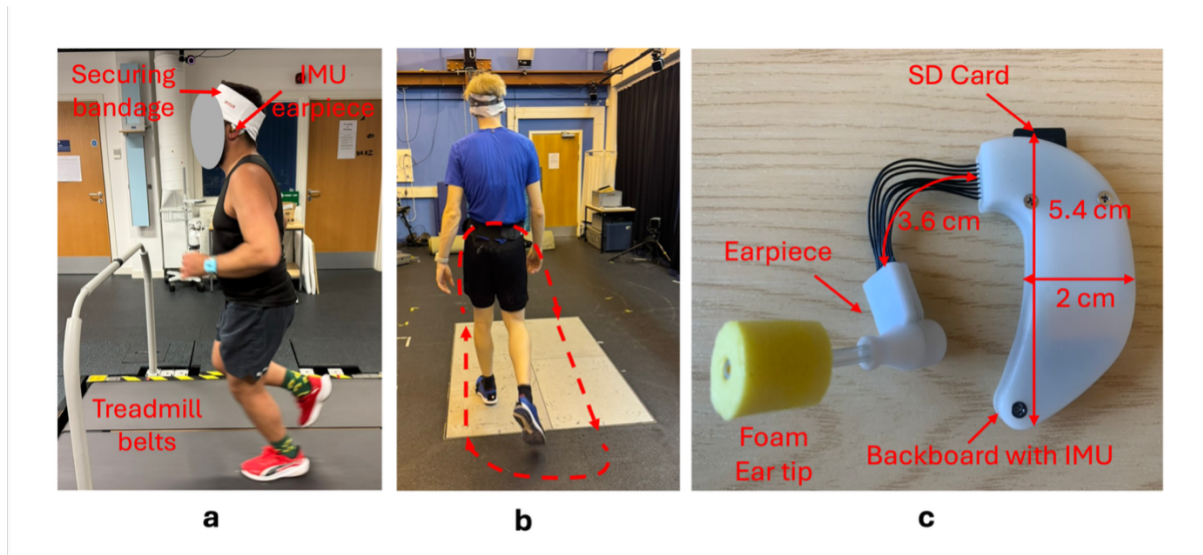 Securing
bandage
IMU
earpiece
Treadmill
belts
SD Card
3.6 cm
5.4 cm
Earpiece
2 cm
Foam
Ear tip
Backboard with IMU
a
b
c